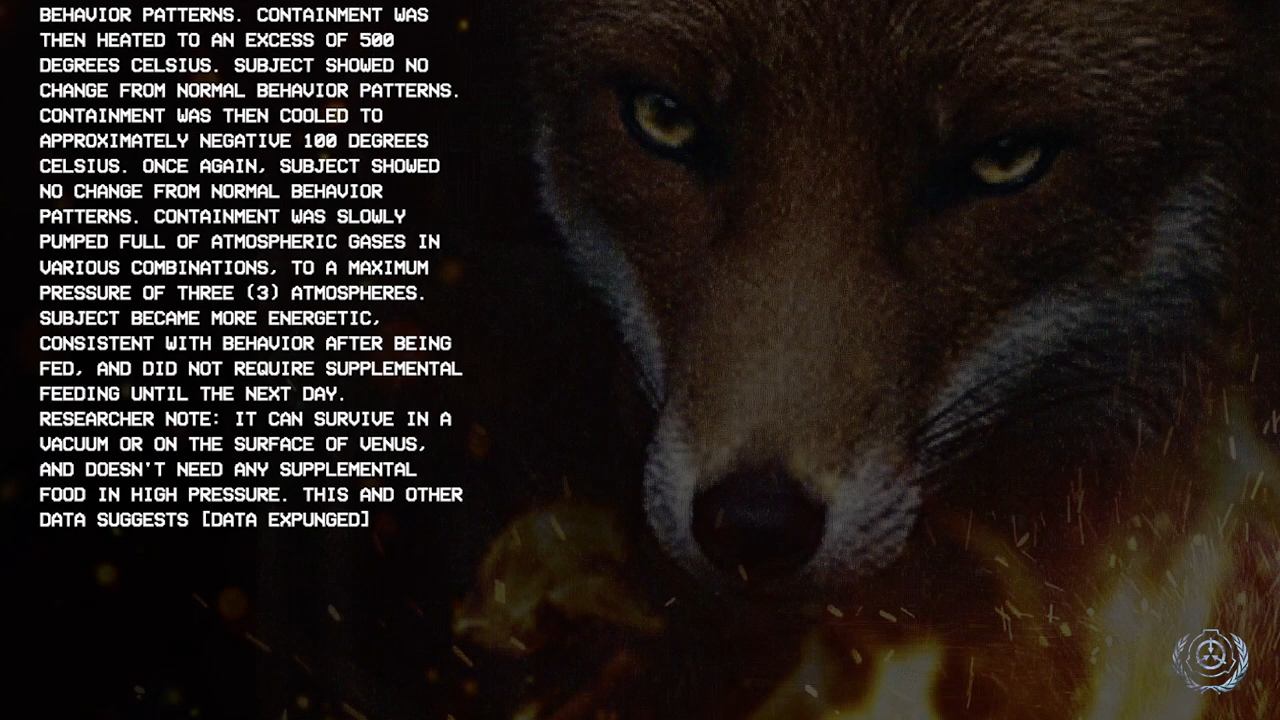 BEHAVIOR PATTERNS. CONTAINMENT WAS
THEN HEATED TO AN EXCESS OF 500
DEGREES CELSIUS. SUBJECT SHOWED NO
CHANGE FROM NORMAL BEHAVIOR PATTERNS.
CONTAINMENT WAS THEN COOLED TO
APPROXIMATELY NEGATIVE 100 DEGREES
CELSIUS. ONCE AGAIN, SUBJECT SHOWED
NO CHANGE FROM NORMAL BEHAVIOR
PATTERNS. CONTAINMENT WAS SLOWLY
PUMPED FULL OF ATMOSPHERIC GASES IN
VARIOUS COMBINATIONS, TO A MAXIMUM
PRESSURE OF THREE (3) ATMOSPHERES.
SUBJECT BECAME MORE ENERGETIC,
CONSISTENT WITH BEHAVIOR AFTER BEING
FED, AND DID NOT REQUIRE SUPPLEMENTAL
FEEDING UNTIL THE NEXT DAY.
RESEARCHER NOTE: IT CAN SURVIVE IN A
VACUUM OR ON THE SURFACE OF VENUS,
AND DOESN'T NEED ANY SUPPLEMENTAL
FOOD IN HIGH PRESSURE. THIS AND OTHER
DATA SUGGESTS [DATA EXPUNGED]